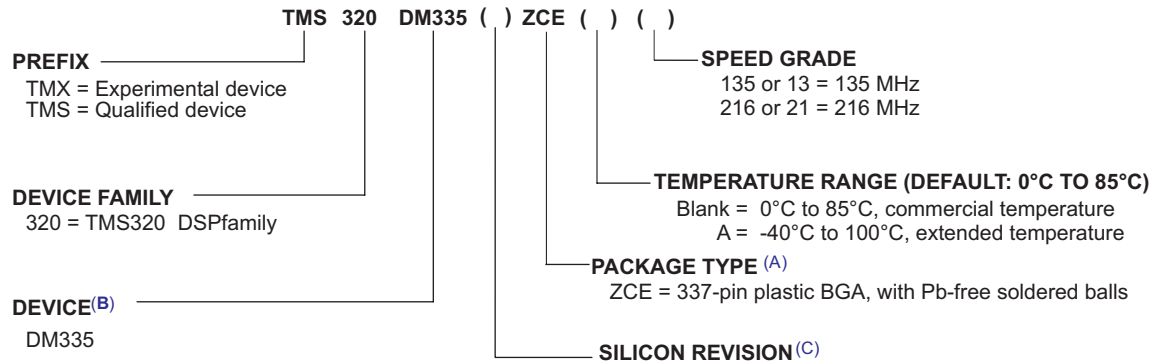 TMS 320 DM335 ( ) ZCE ( ) ( )
PREFIX
TMX = Experimental device
TMS = Qualified device
SPEED GRADE
135 or 13 = 135 MHz
216 or 21 = 216 MHz
DEVICE FAMILY
320 = TMS320 DSPfamily
TEMPERATURE RANGE (DEFAULT: 0°C TO 85°C)
Blank = 0°C to 85°C, commercial temperature
A = -40°C to 100°C, extended temperature
PACKAGE TYPE (A)
ZCE = 337-pin plastic BGA, with Pb-free soldered balls
DEVICE(B)
DM335
SILICON REVISION(C)